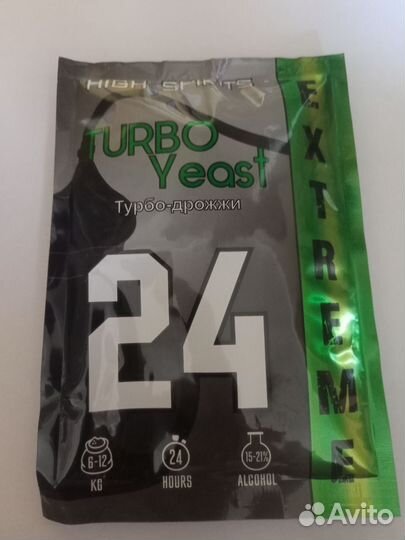 HIGH SPIRITS
TURBO
Yeast
Турбо-дрожжи
24
EXTREME
6-12
KG
24
HOURS
15-21%
ALCOHOL
Avito